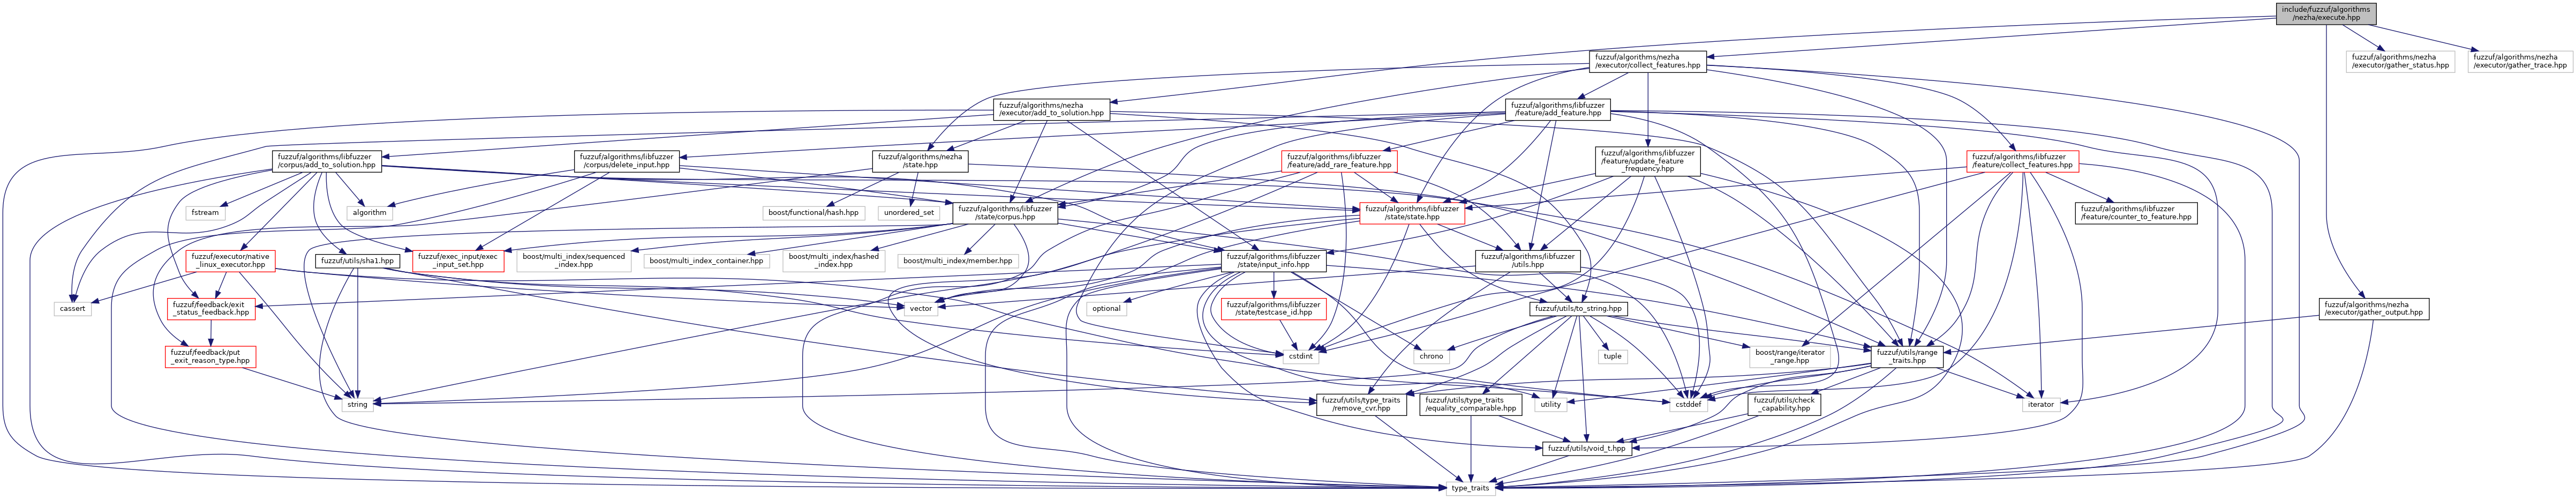 include/fuzzuf/algorithms
/nezha/execute.hpp
fuzzuf/algorithms/nezha
/executor/collect_features.hpp
fuzzuf/algorithms/nezha
/executor/gather_status.hpp
fuzzuf/algorithms/nezha
/executor/gather_trace.hpp
fuzzuf/algorithms/nezha
/executor/add_to_solution.hpp
fuzzuf/algorithms/libfuzzer
/feature/add_feature.hpp
fuzzuf/algorithms/libfuzzer
/corpus/add_to_solution.hpp
fuzzuf/algorithms/libfuzzer
/corpus/delete_input.hpp
fuzzuf/algorithms/nezha
/state.hpp
fuzzuf/algorithms/libfuzzer
/feature/add_rare_feature.hpp
fuzzuf/algorithms/libfuzzer
/feature/update_feature
_frequency.hpp
fuzzuf/algorithms/libfuzzer
/feature/collect_features.hpp
fstream
algorithm
boost/functional/hash.hpp
unordered_set
fuzzuf/algorithms/libfuzzer
/state/corpus.hpp
fuzzuf/algorithms/libfuzzer
/state/state.hpp
fuzzuf/algorithms/libfuzzer
/feature/counter_to_feature.hpp
fuzzuf/executor/native
_linux_executor.hpp
fuzzuf/utils/sha1.hpp
fuzzuf/exec_input/exec
_input_set.hpp
boost/multi_index/sequenced
_index.hpp
boost/multi_index_container.hpp
boost/multi_index/hashed
_index.hpp
boost/multi_index/member.hpp
fuzzuf/algorithms/libfuzzer
/state/input_info.hpp
fuzzuf/algorithms/libfuzzer
/utils.hpp
cassert
fuzzuf/feedback/exit
_status_feedback.hpp
vector
optional
fuzzuf/algorithms/libfuzzer
/state/testcase_id.hpp
fuzzuf/utils/to_string.hpp
fuzzuf/algorithms/nezha
/executor/gather_output.hpp
fuzzuf/feedback/put
_exit_reason_type.hpp
cstdint
chrono
tuple
boost/range/iterator
_range.hpp
fuzzuf/utils/range
_traits.hpp
string
fuzzuf/utils/type_traits
/remove_cvr.hpp
fuzzuf/utils/type_traits
/equality_comparable.hpp
utility
cstddef
fuzzuf/utils/check
_capability.hpp
iterator
fuzzuf/utils/void_t.hpp
type_traits